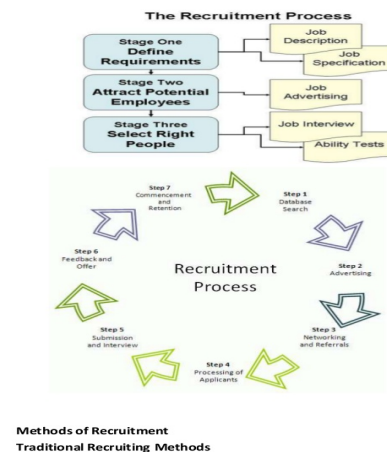 The Recruitment Process
Stage One
Define
Requirements
Job
Description
Job
Specification
Stage Two
Attract Potential
Employees
Job
Advertising
Stage Three
Select Right
People
Job Interview
Ability Tests
Recruitment
Process
Step 1
Database
Search
Step 2
Advertising
Step 3
Networking
and Referrals
Step 4
Processing of
Applicants
Step 5
Submission
and Interview
Step 6
Feedback and
Offer
Step 7
Commencement
and
Retention
Methods of Recruitment
Traditional Recruiting Methods